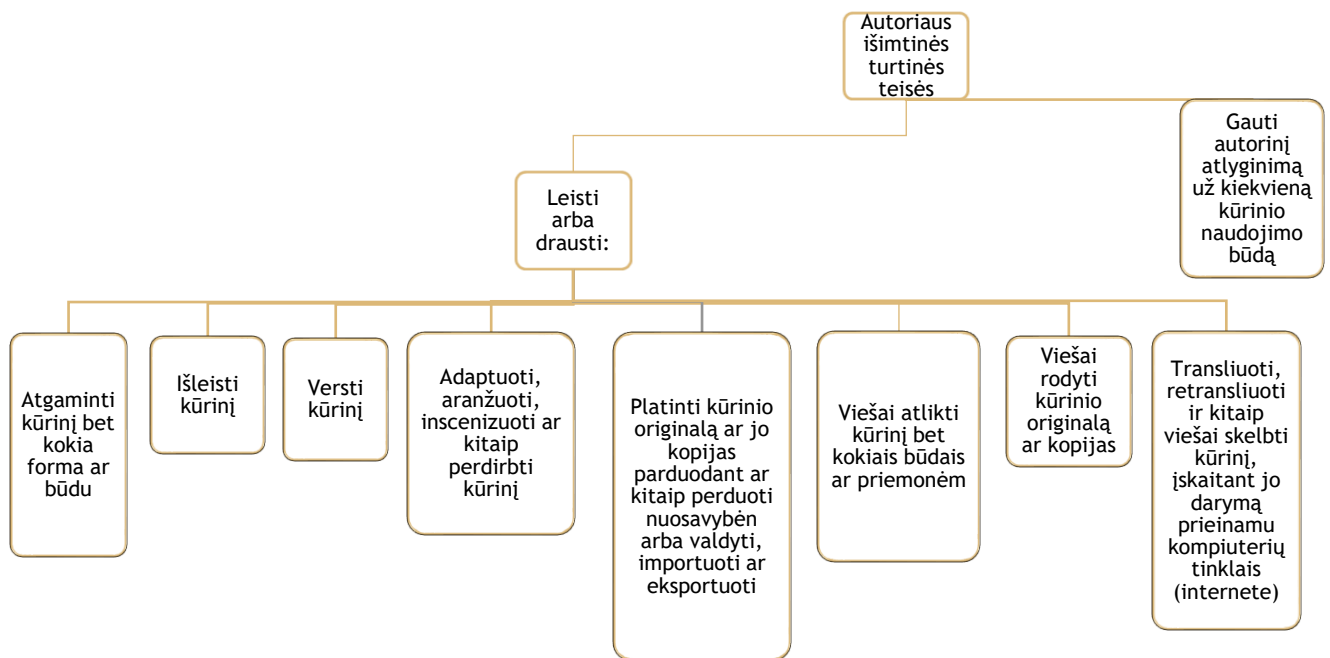 Autoriaus
išimtinės
turtinės
teisės
Gauti
autorinį
atlyginimą
už kiekvieną
kūrinio
naudojimo
būdą
Leisti
arba
drausti:
Atgaminti
kūrinį bet
kokia
forma ar
būdu
Išleisti
kūrinį
Versti
kūrinį
Adaptuoti,
aranžuoti,
inscenizuoti ar
kitaip
perdirbti
kūrinį
Platinti kūrinio
originalą ar jo
kopijas
parduodant ar
kitaip perduoti
nuosavybėn
arba valdyti,
importuoti ar
eksportuoti
Viešai atlikti
kūrinį bet
kokiais būdais
ar priemonėm
Viešai
rodyti
kūrinio
originalą
ar kopijas
Transliuoti,
retransliuoti
ir kitaip
viešai skelbti
kūrinį,
įskaitant jo
darymą
prieinamu
kompiuterių
tinklais
(internete)